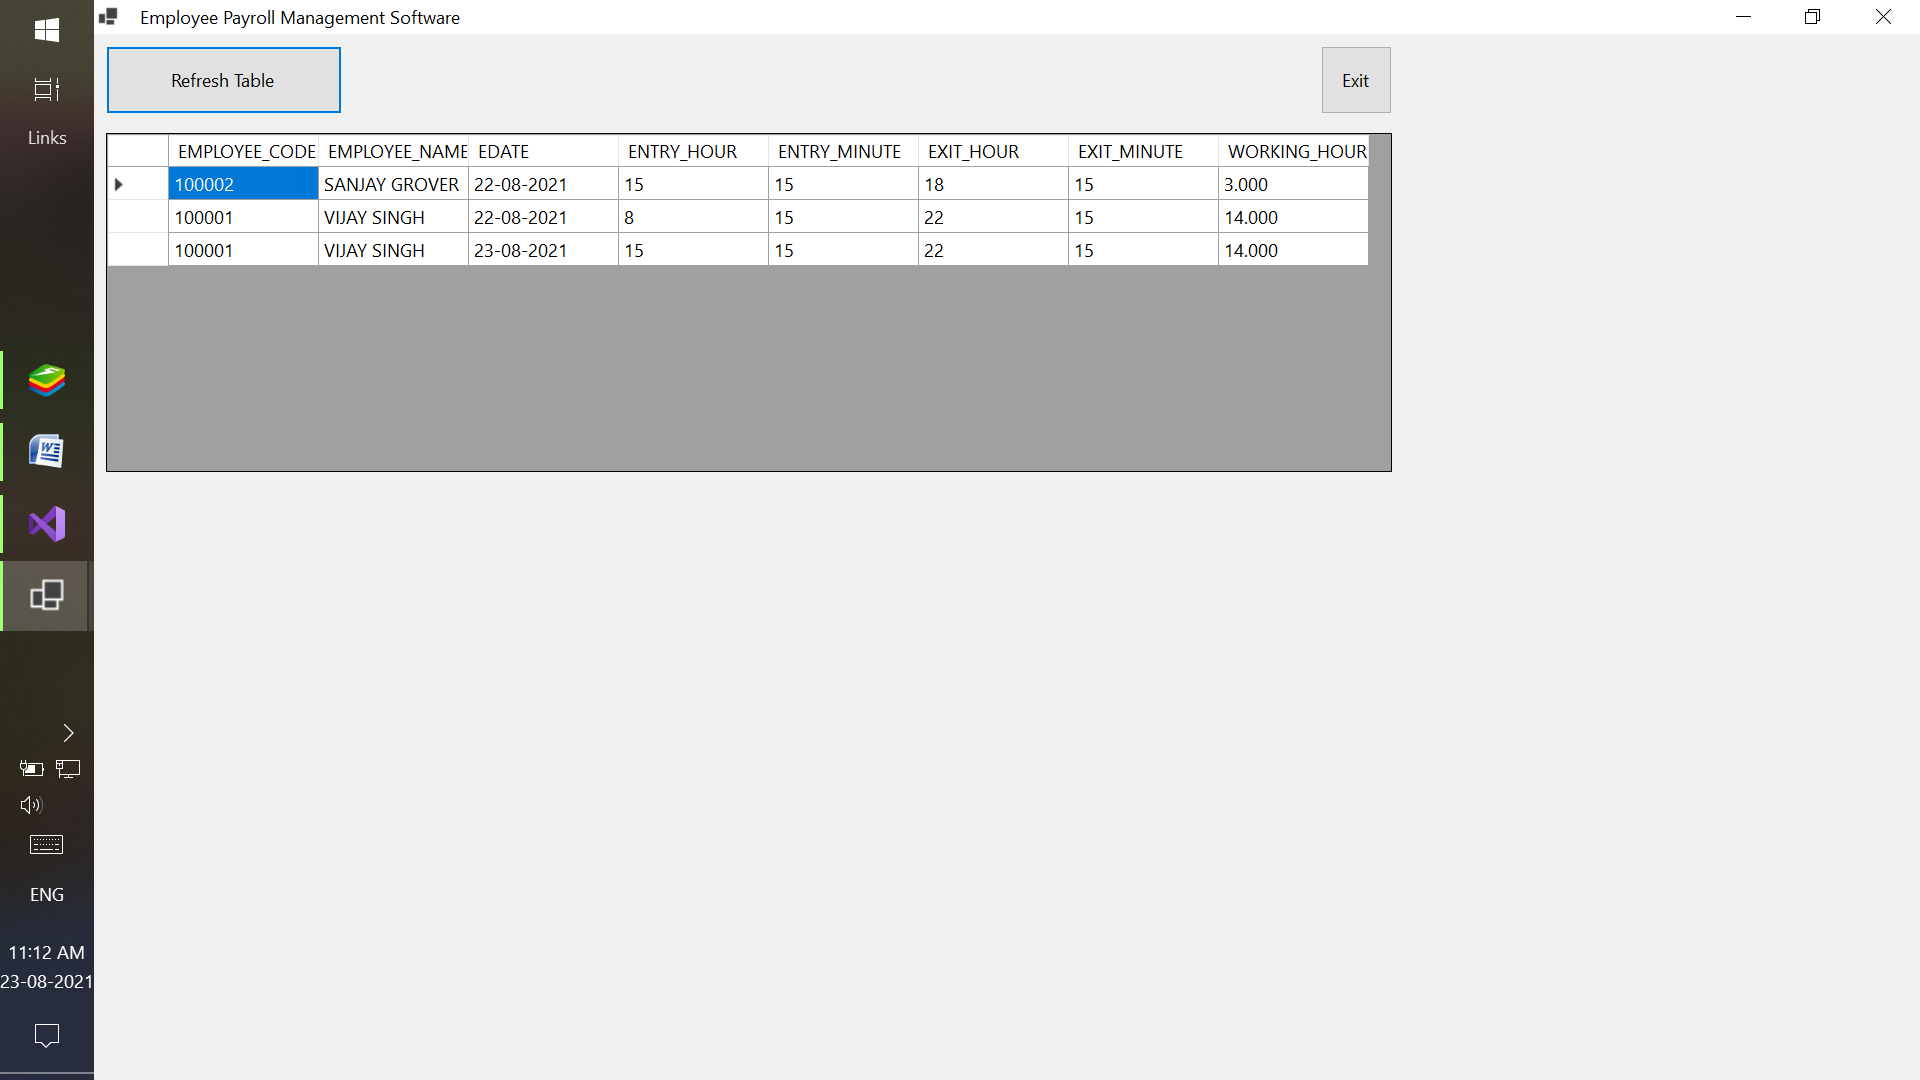 Employee Payroll Management Software
Refresh Table
Exit
Links
EMPLOYEE_CODE EMPLOYEE_NAME EDATE ENTRY_HOUR ENTRY_MINUTE EXIT_HOUR EXIT_MINUTE WORKING_HOUR
100002 SANJAY GROVER 22-08-2021 15 15 18 15 3.000
100001 VIJAY SINGH 22-08-2021 8 15 22 15 14.000
100001 VIJAY SINGH 23-08-2021 15 15 22 15 14.000
ENG
11:12 AM
23-08-2021